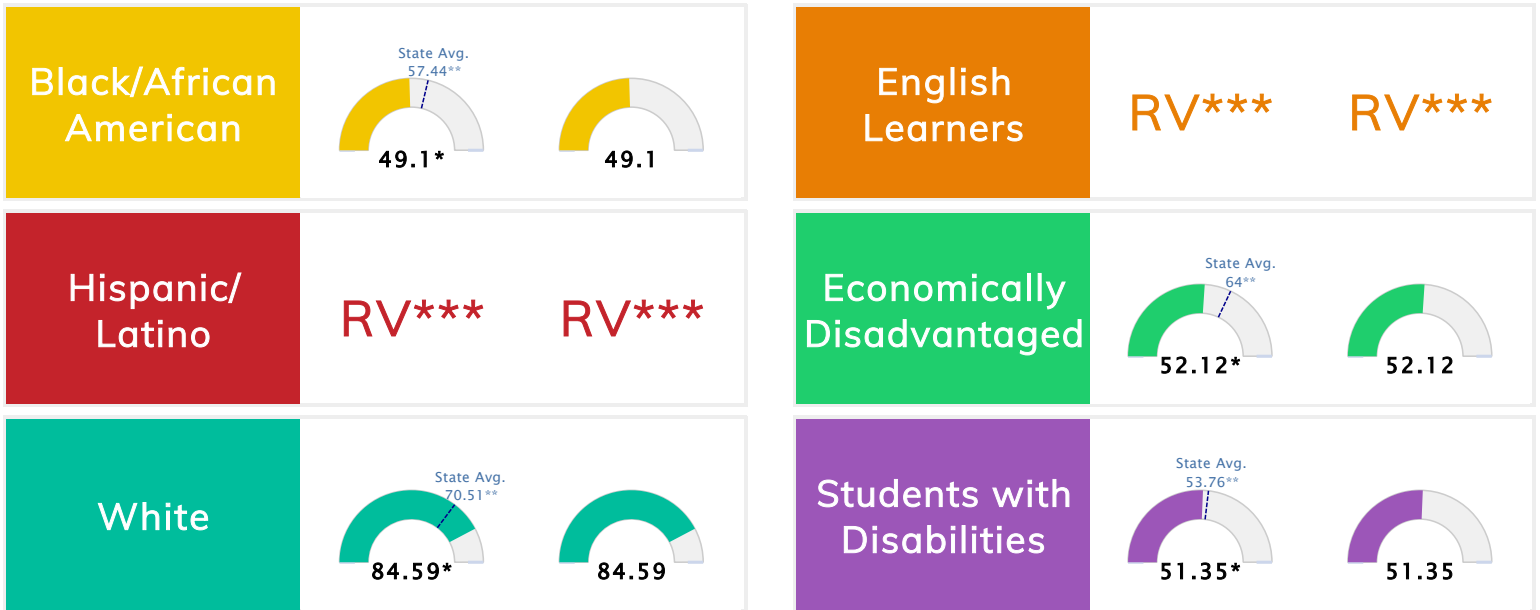 Black/African
American
State Avg.
57.44**
49.1*
49.1
English
Learners
RV***
RV***
Hispanic/
Latino
RV***
RV***
Economically
Disadvantaged
State Avg.
64**
52.12*
52.12
White
State Avg.
70.51**
84.59*
84.59
Students with
Disabilities
State Avg.
53.76**
51.35*
51.35